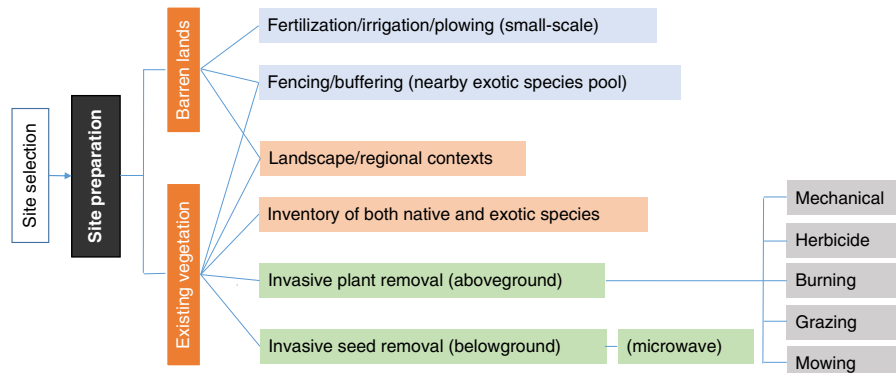 Site selection
Site preparation
Barren lands
Existing vegetation
Fertilization/irrigation/plowing (small-scale)
Fencing/buffering (nearby exotic species pool)
Landscape/regional contexts
Inventory of both native and exotic species
Invasive plant removal (aboveground)
Invasive seed removal (belowground)
(microwave)
Mechanical
Herbicide
Burning
Grazing
Mowing